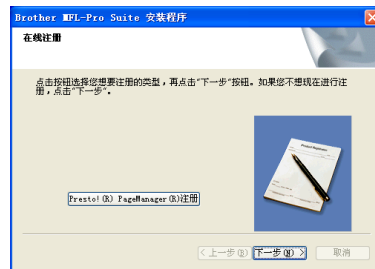 Brother MFL-Pro Suite 安装程序
在线注册
点击按钮选择您想要注册的类型，再点击“下一步”按钮。如果您不想现在进行注
册，点击“下一步”。
Product Registration
Presto! (R) PageManager (R)注册
< 上一步(B)
下一步(N) >
取消